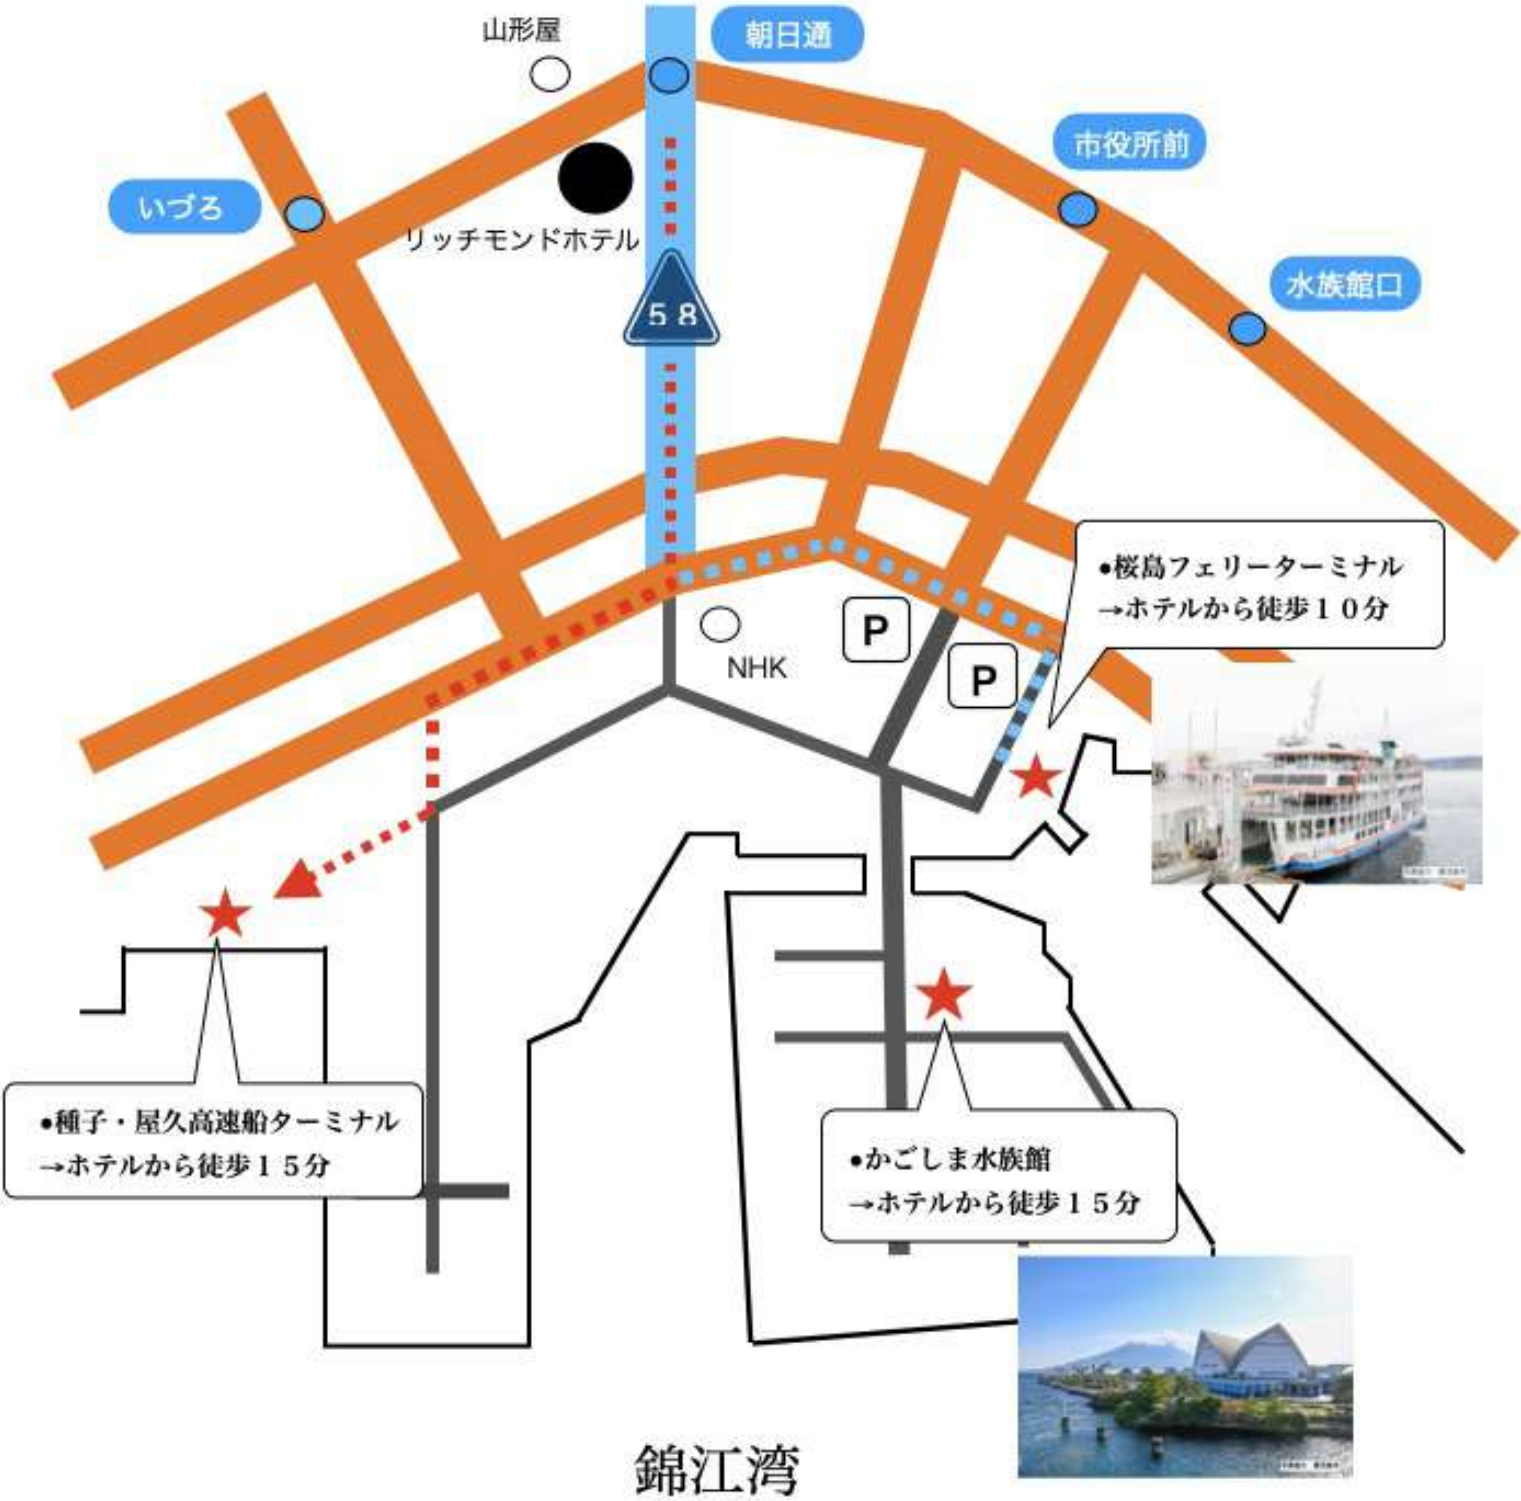 山形屋
朝日通
市役所前
いづろ
リッチモンドホテル
水族館口
58
●桜島フェリーターミナル
→ホテルから徒歩10分
P
P
NHK
●種子・屋久高速船ターミナル
→ホテルから徒歩15分
●かごしま水族館
→ホテルから徒歩15分
錦江湾